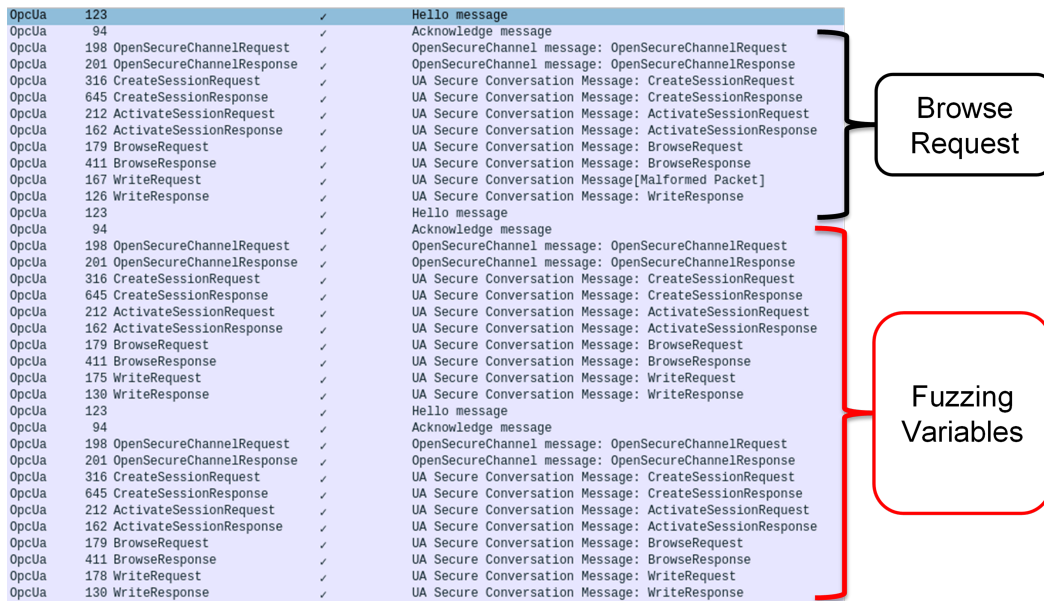 OpcUa 123 ✓ Hello message
OpcUa 94 ✓ Acknowledge message
OpcUa 198 OpenSecureChannelRequest ✓ OpenSecureChannel message: OpenSecureChannelRequest
OpcUa 201 OpenSecureChannelResponse ✓ OpenSecureChannel message: OpenSecureChannelResponse
OpcUa 316 CreateSessionRequest ✓ UA Secure Conversation Message: CreateSessionRequest
OpcUa 645 CreateSessionResponse ✓ UA Secure Conversation Message: CreateSessionResponse
OpcUa 212 ActivateSessionRequest ✓ UA Secure Conversation Message: ActivateSessionRequest
OpcUa 162 ActivateSessionResponse ✓ UA Secure Conversation Message: ActivateSessionResponse
OpcUa 179 BrowseRequest ✓ UA Secure Conversation Message: BrowseRequest
OpcUa 411 BrowseResponse ✓ UA Secure Conversation Message: BrowseResponse
OpcUa 167 WriteRequest ✓ UA Secure Conversation Message[Malformed Packet]
OpcUa 126 WriteResponse ✓ UA Secure Conversation Message: WriteResponse
OpcUa 123 ✓ Hello message
OpcUa 94 ✓ Acknowledge message
OpcUa 198 OpenSecureChannelRequest ✓ OpenSecureChannel message: OpenSecureChannelRequest
OpcUa 201 OpenSecureChannelResponse ✓ OpenSecureChannel message: OpenSecureChannelResponse
OpcUa 316 CreateSessionRequest ✓ UA Secure Conversation Message: CreateSessionRequest
OpcUa 645 CreateSessionResponse ✓ UA Secure Conversation Message: CreateSessionResponse
OpcUa 212 ActivateSessionRequest ✓ UA Secure Conversation Message: ActivateSessionRequest
OpcUa 162 ActivateSessionResponse ✓ UA Secure Conversation Message: ActivateSessionResponse
OpcUa 179 BrowseRequest ✓ UA Secure Conversation Message: BrowseRequest
OpcUa 411 BrowseResponse ✓ UA Secure Conversation Message: BrowseResponse
OpcUa 175 WriteRequest ✓ UA Secure Conversation Message: WriteRequest
OpcUa 130 WriteResponse ✓ UA Secure Conversation Message: WriteResponse
OpcUa 123 ✓ Hello message
OpcUa 94 ✓ Acknowledge message
OpcUa 198 OpenSecureChannelRequest ✓ OpenSecureChannel message: OpenSecureChannelRequest
OpcUa 201 OpenSecureChannelResponse ✓ OpenSecureChannel message: OpenSecureChannelResponse
OpcUa 316 CreateSessionRequest ✓ UA Secure Conversation Message: CreateSessionRequest
OpcUa 645 CreateSessionResponse ✓ UA Secure Conversation Message: CreateSessionResponse
OpcUa 212 ActivateSessionRequest ✓ UA Secure Conversation Message: ActivateSessionRequest
OpcUa 162 ActivateSessionResponse ✓ UA Secure Conversation Message: ActivateSessionResponse
OpcUa 179 BrowseRequest ✓ UA Secure Conversation Message: BrowseRequest
OpcUa 411 BrowseResponse ✓ UA Secure Conversation Message: BrowseResponse
OpcUa 178 WriteRequest ✓ UA Secure Conversation Message: WriteRequest
OpcUa 130 WriteResponse ✓ UA Secure Conversation Message: WriteResponse
Browse
Request
Fuzzing
Variables